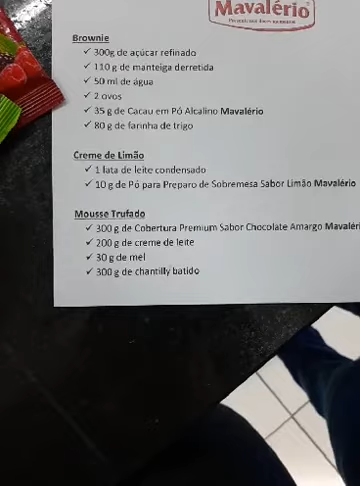 Mavalério
Brownie
✓ 300g de açúcar refinado
✓ 110 g de manteiga derretida
✓ 50 ml de água
✓ 2 ovos
✓ 35 g de Cacau em Pó Alcalino Mavalério
✓ 80 g de farinha de trigo
Creme de Limão
✓ 1 lata de leite condensado
✓ 10 g de Pó para Preparo de Sobremesa Sabor Limão Mavalério
Mousse Trufado
✓ 300 g de Cobertura Premium Sabor Chocolate Amargo Mavaléri
✓ 200 g de creme de leite
✓ 30 g de mel
✓ 300 g de chantilly batido